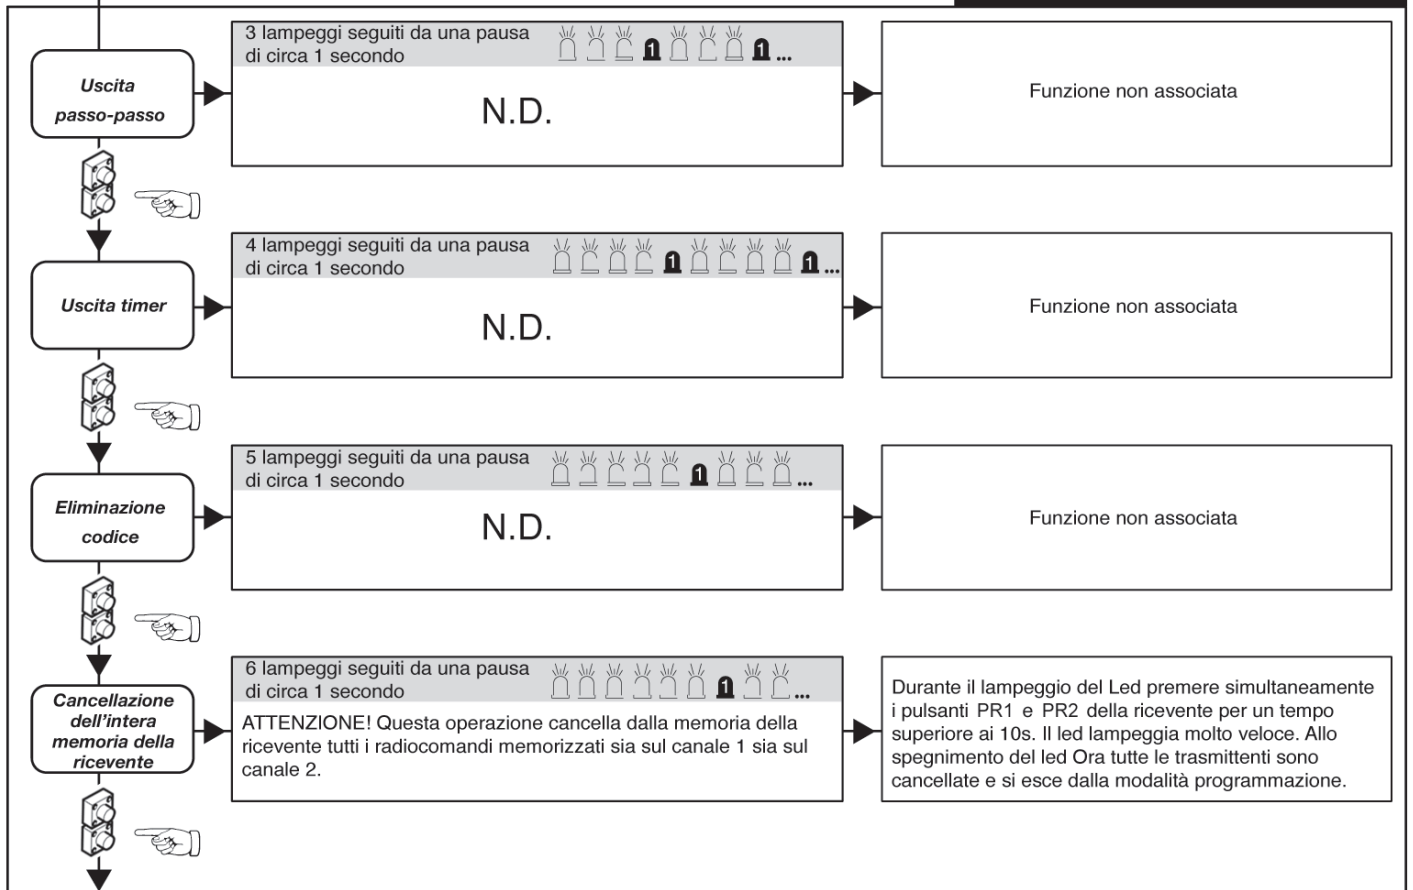 3 lampeggi seguiti da una pausa
di circa 1 secondo
1
1
...
Uscita
passo-passo
N.D.
Funzione non associata
4 lampeggi seguiti da una pausa
di circa 1 secondo
1
1
...
Uscita timer
N.D.
Funzione non associata
5 lampeggi seguiti da una pausa
di circa 1 secondo
1
...
Eliminazione
codice
N.D.
Funzione non associata
6 lampeggi seguiti da una pausa
di circa 1 secondo
1
...
Cancellazione
dell'intera
memoria della
ricevente
ATTENZIONE! Questa operazione cancella dalla memoria della
ricevente tutti i radiocomandi memorizzati sia sul canale 1 sia sul
canale 2.
Durante il lampeggio del Led premere simultaneamente
i pulsanti PR1 e PR2 della ricevente per un tempo
superiore ai 10s. Il led lampeggia molto veloce. Allo
spegnimento del led Ora tutte le trasmittenti sono
cancellate e si esce dalla modalità programmazione.